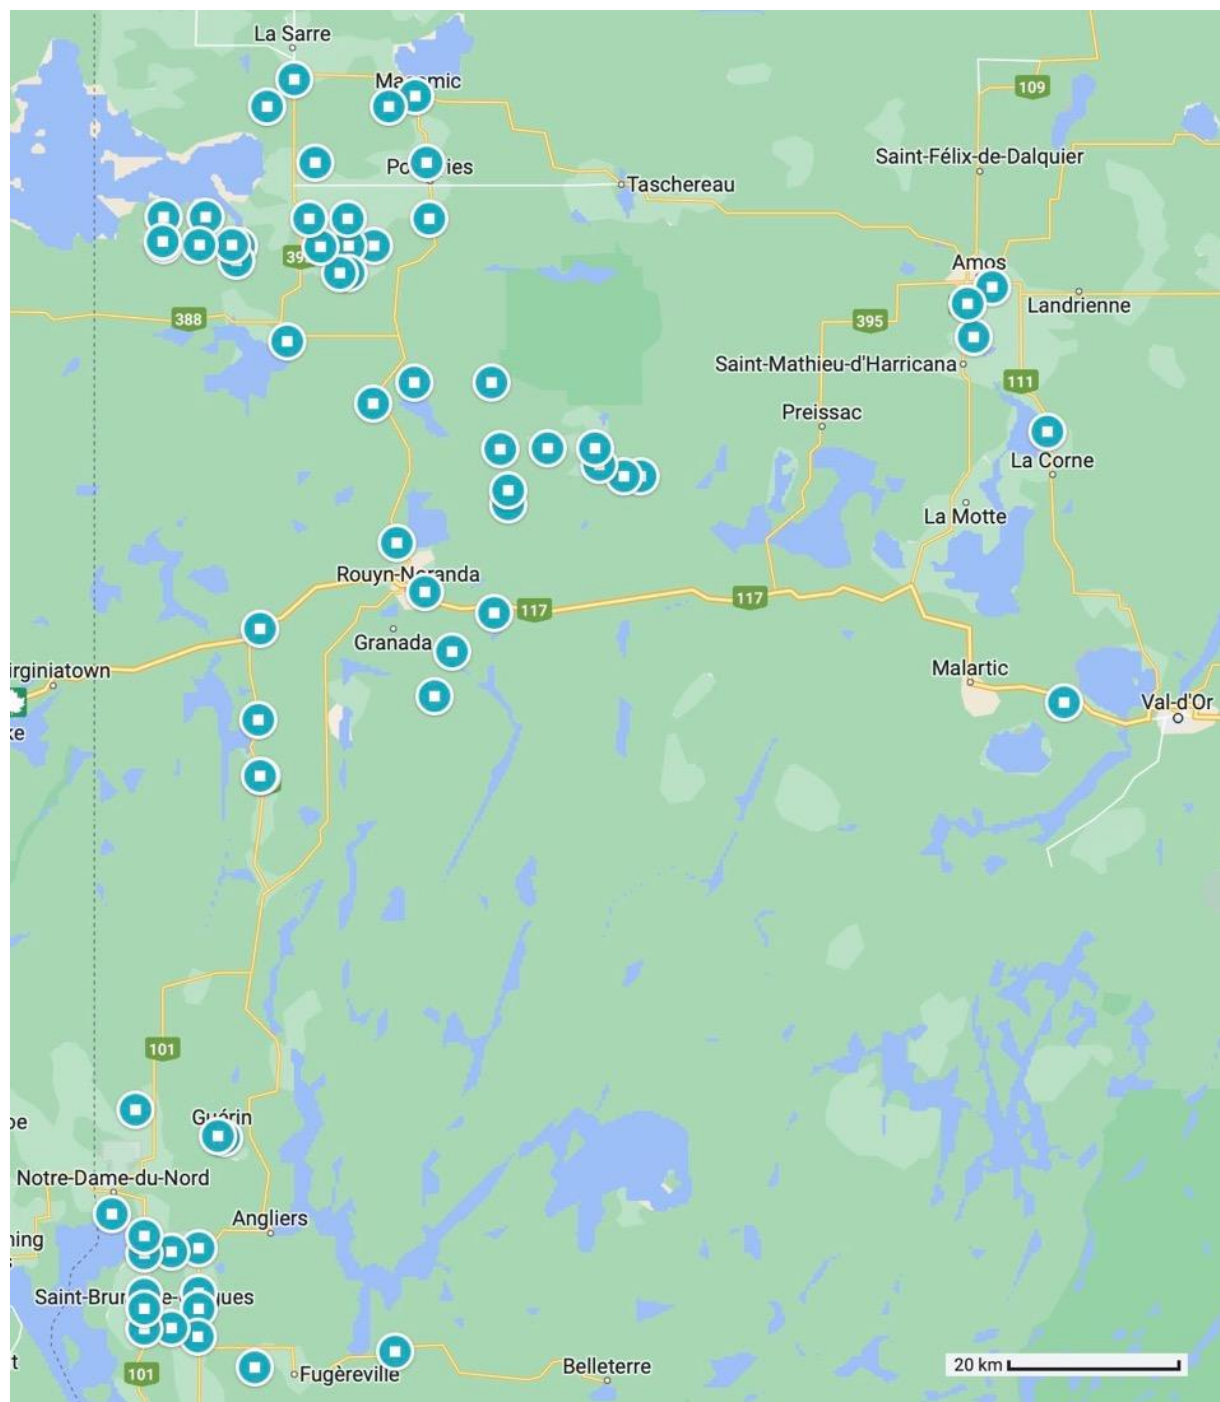 La Sarre
109
Saint-Félix-de-Dalquier
Taschereau
Amos
Landrienne
388
395
Saint-Mathieu-d'Harricana
111
Preissac
La Corne
La Motte
Rouyn-Noranda
117
117
Granada
Malartic
Val-d'Or
101
Guérin
Notre-Dame-du-Nord
Angliers
20 km
Belleterre
101
Fugèreville